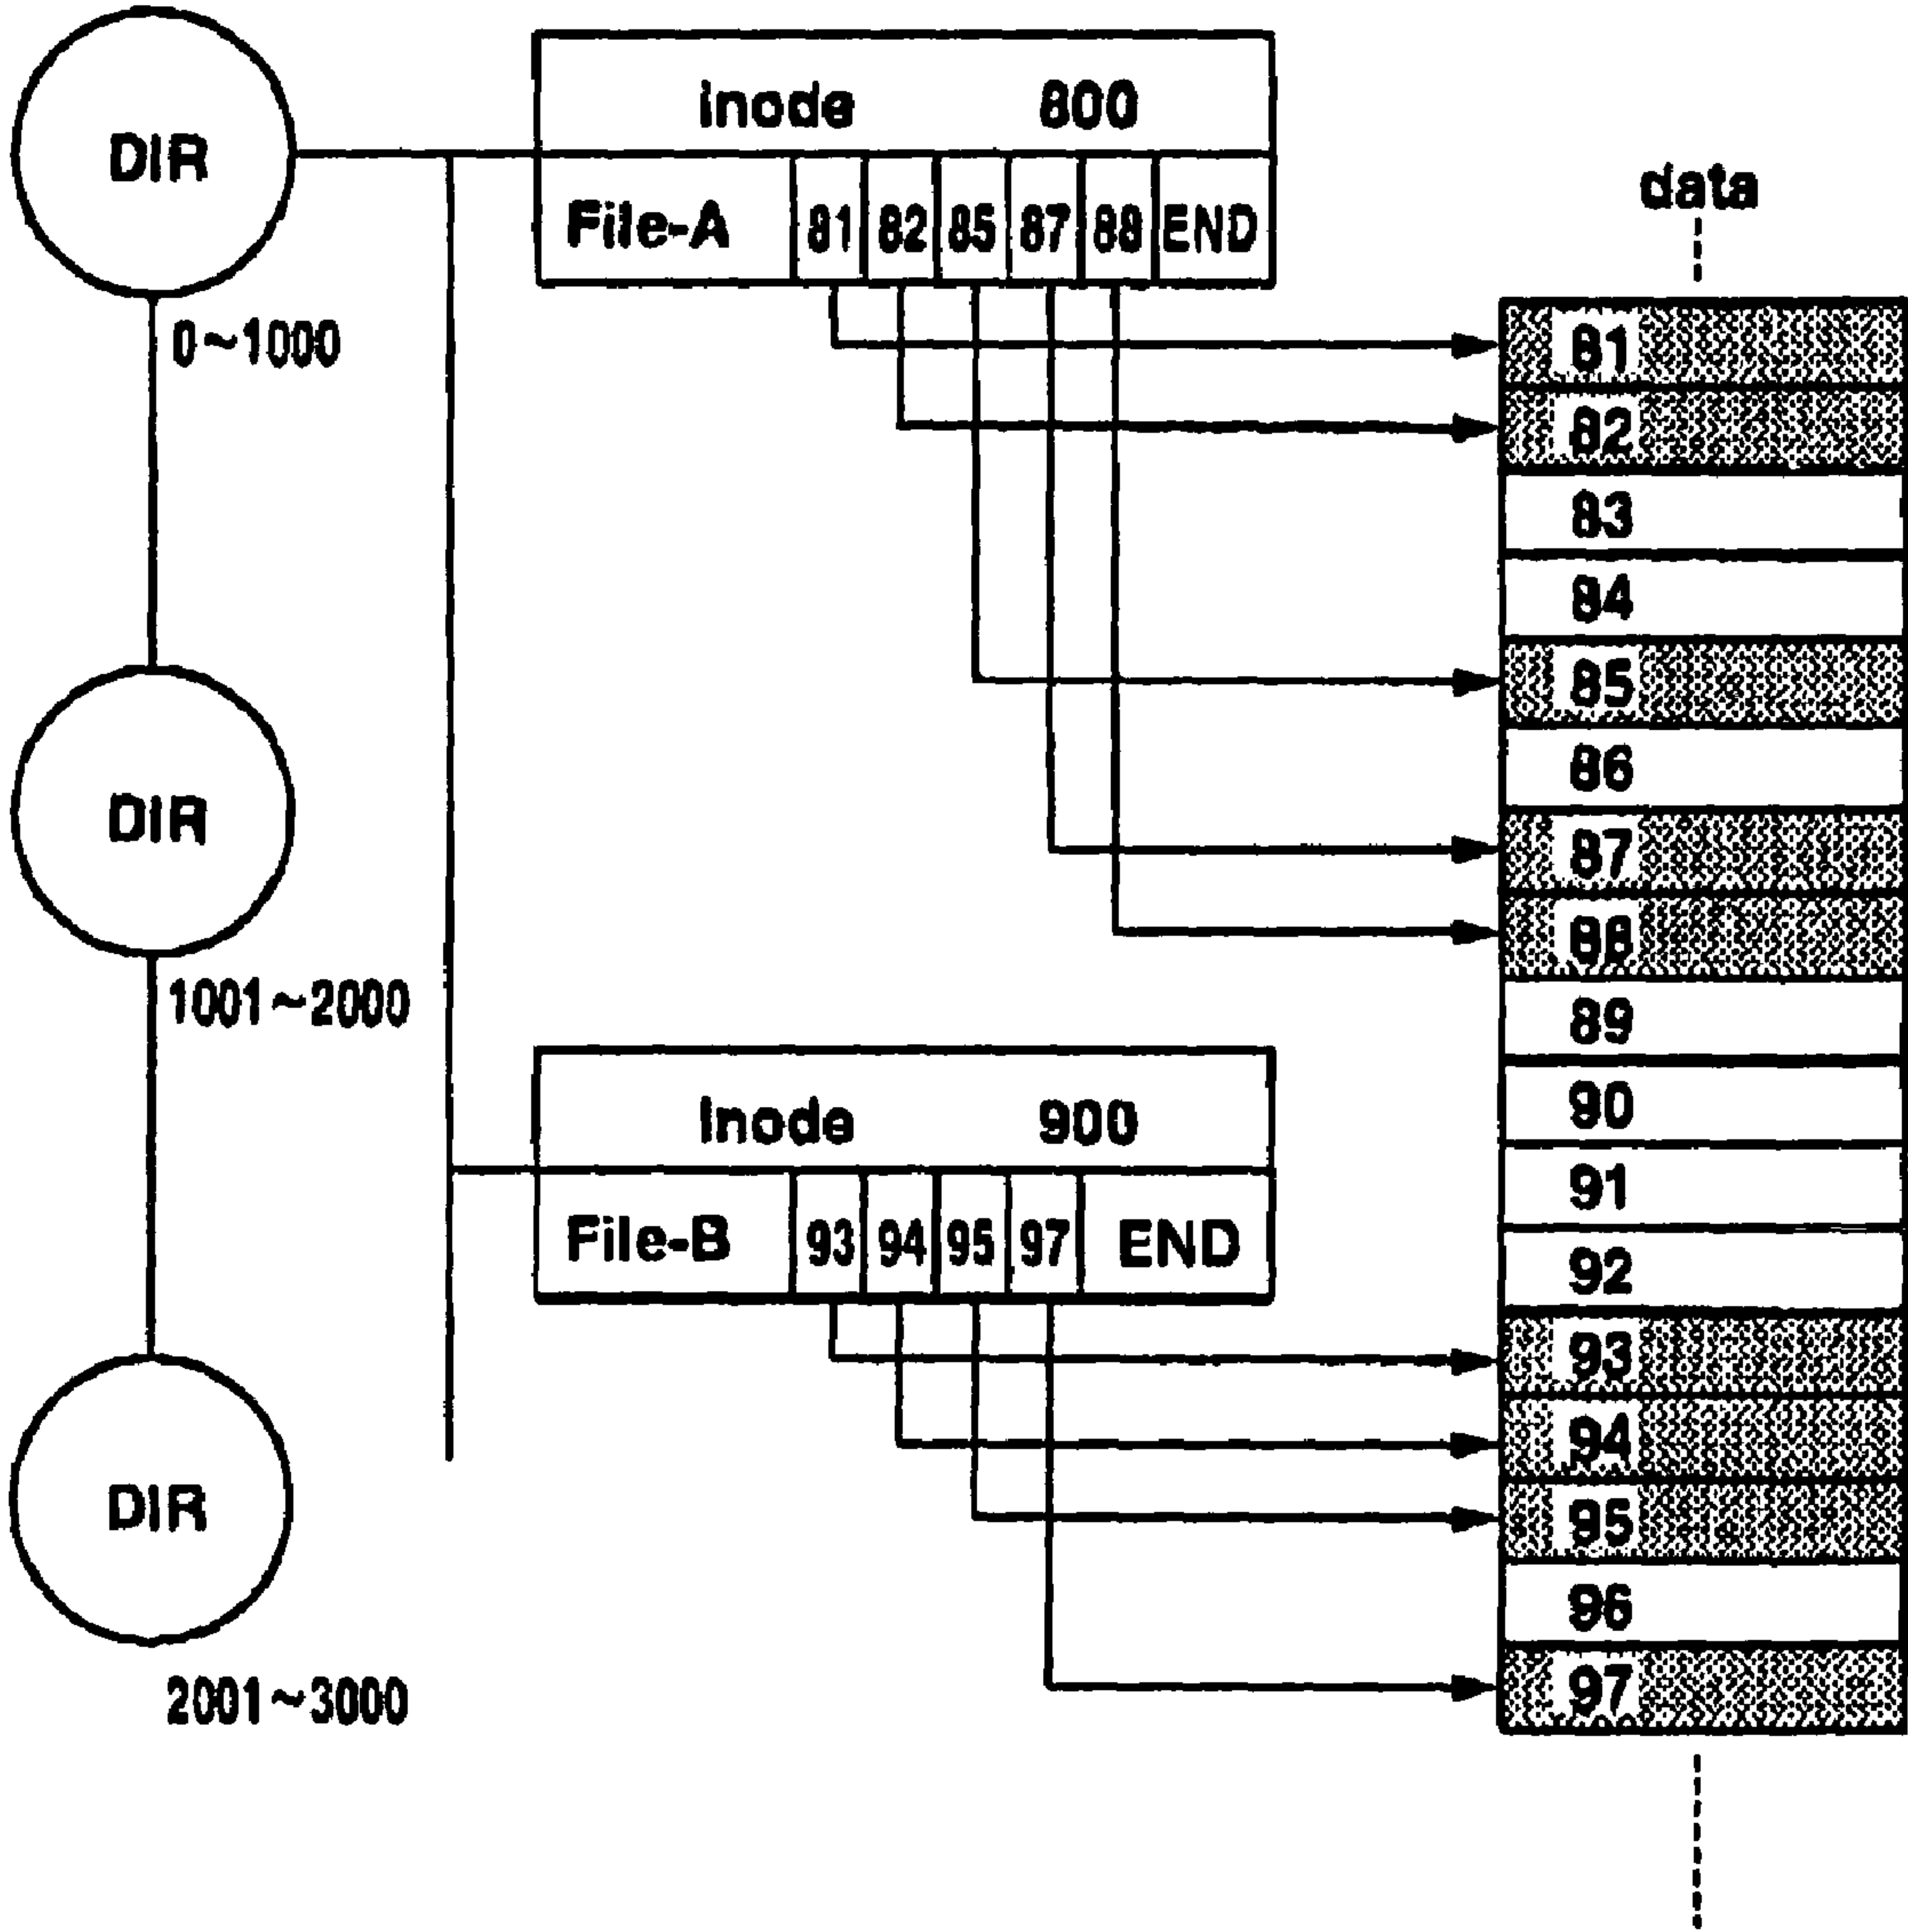 DIR
0~1000
DIR
1001~2000
DIR
2001~3000
inode 800
File-A 81 82 85 87 88 END
Inode 900
File-B 93 94 95 97 END
data
81
82
83
84
85
86
87
88
89
90
91
92
93
94
95
96
97